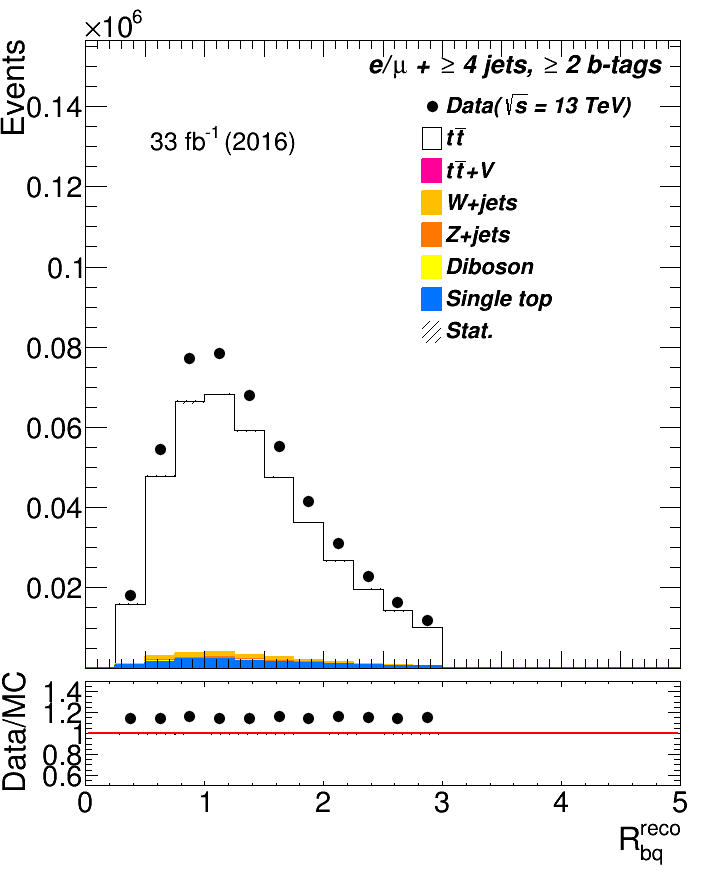 ×10⁶
Events
e/μ + ≥ 4 jets, ≥ 2 b-tags
Data(√s = 13 TeV)
33 fb⁻¹ (2016)
tt̅
tt̅+V
W+jets
Z+jets
Diboson
Single top
Stat.
0.14
0.12
0.1
0.08
0.06
0.04
0.02
Data/MC
1.4
1.2
1
0.8
0.6
0 1 2 3 4 5
R_bq^reco